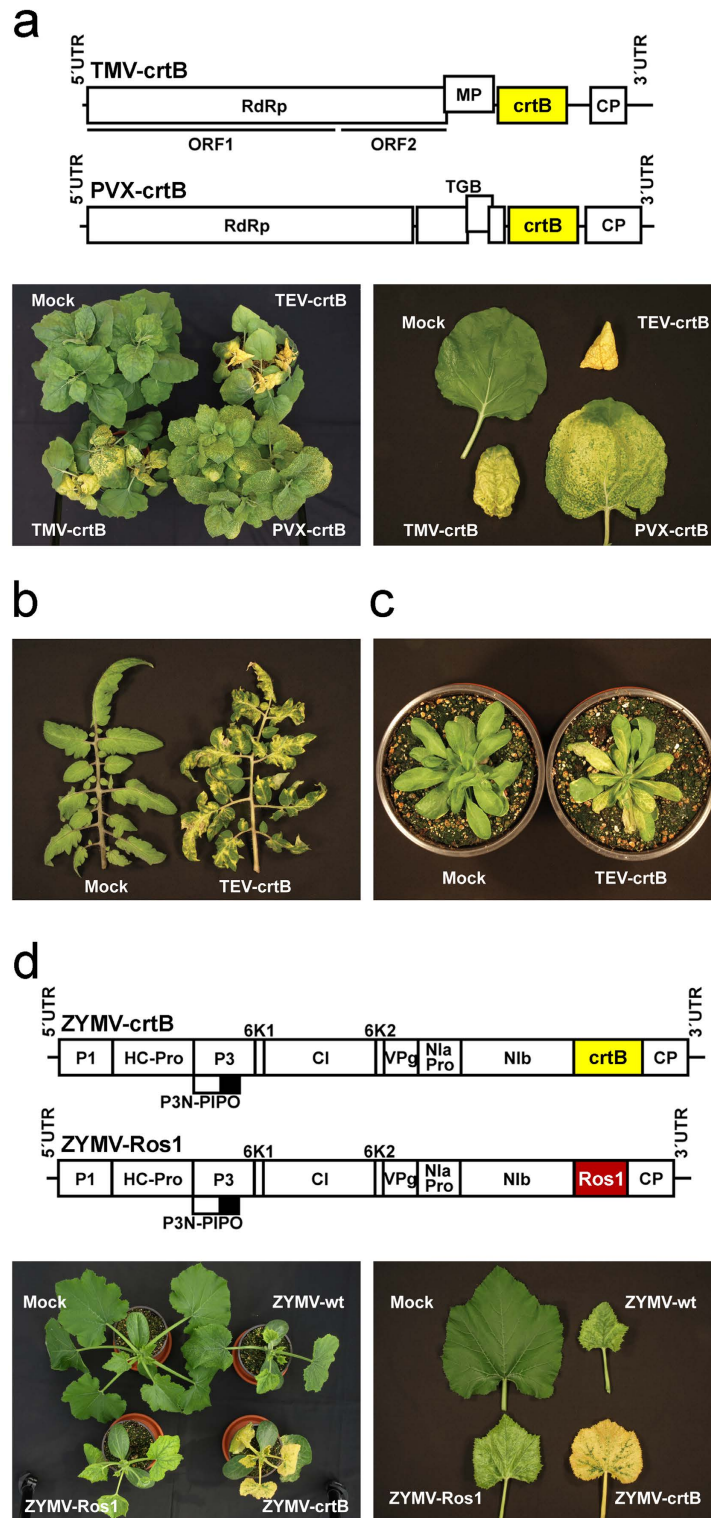 a
5´UTR
3´UTR
TMV-crtB
RdRp
MP
crtB
CP
ORF1
ORF2
5´UTR
3´UTR
PVX-crtB
TGB
RdRp
crtB
CP
Mock
TEV-crtB
TMV-crtB
PVX-crtB
Mock
TEV-crtB
TMV-crtB
PVX-crtB
b
Mock
TEV-crtB
c
Mock
TEV-crtB
d
5´UTR
3´UTR
ZYMV-crtB
6K1
6K2
P1
HC-Pro
P3
CI
VPg
NIa
Pro
NIb
crtB
CP
P3N-PIPO
5´UTR
3´UTR
ZYMV-Ros1
6K1
6K2
P1
HC-Pro
P3
CI
VPg
NIa
Pro
NIb
Ros1
CP
P3N-PIPO
Mock
ZYMV-wt
ZYMV-Ros1
ZYMV-crtB
Mock
ZYMV-wt
ZYMV-Ros1
ZYMV-crtB